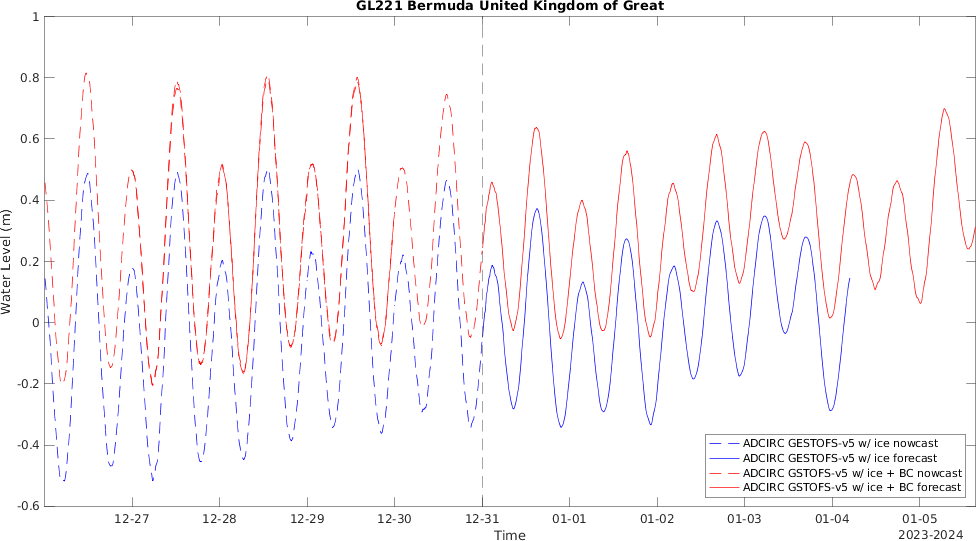 GL221 Bermuda United Kingdom of Great
1
0.8
0.6
0.4
0.2
0
-0.2
-0.4
-0.6
Water Level (m)
ADCIRC GESTOFS-v5 w/ ice nowcast
ADCIRC GESTOFS-v5 w/ ice forecast
ADCIRC GSTOFS-v5 w/ ice + BC nowcast
ADCIRC GSTOFS-v5 w/ ice + BC forecast
12-27 12-28 12-29 12-30 12-31 01-01 01-02 01-03 01-04 01-05
Time
2023-2024